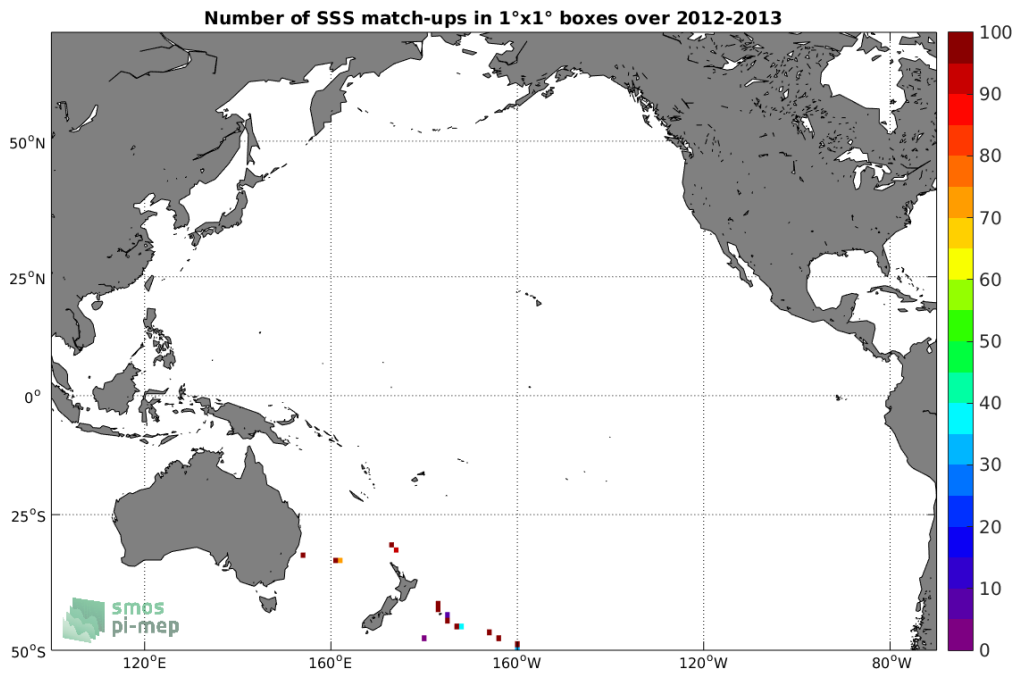 Number of SSS match-ups in 1°x1° boxes over 2012-2013
50°N
25°N
0°
25°S
50°S
120°E
160°E
160°W
120°W
80°W
100
90
80
70
60
50
40
30
20
10
0
smos
pi-mep